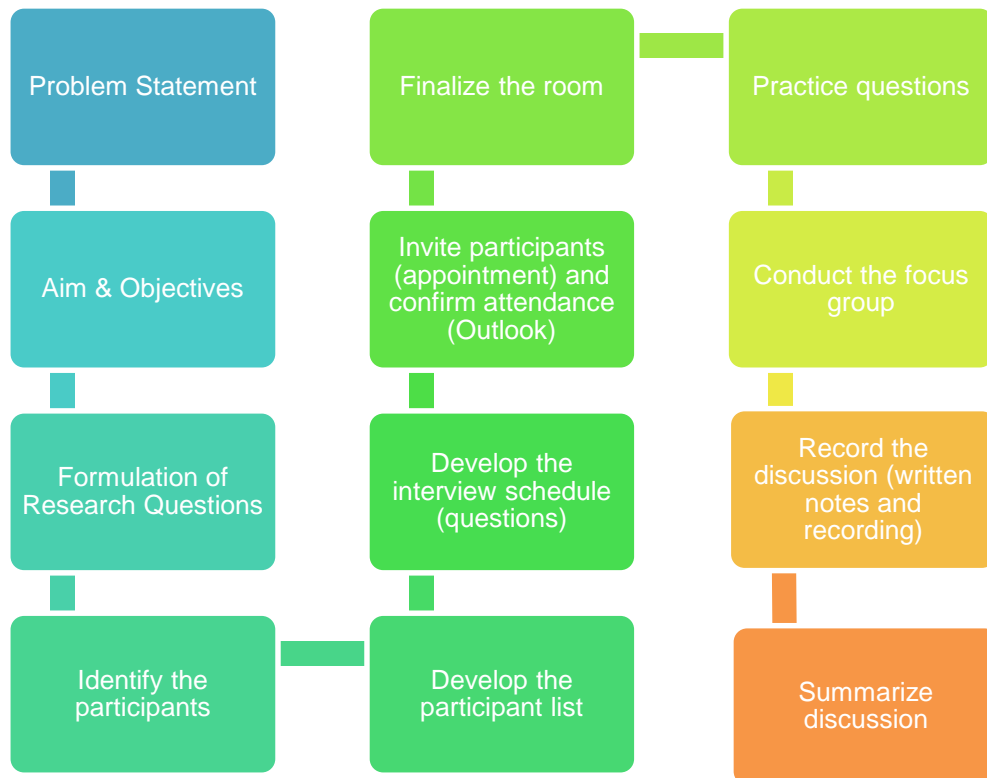 Problem Statement
Aim & Objectives
Formulation of
Research Questions
Identify the
participants
Develop the
participant list
Develop the
interview schedule
(questions)
Invite participants
(appointment) and
confirm attendance
(Outlook)
Finalize the room
Practice questions
Conduct the focus
group
Record the
discussion (written
notes and
recording)
Summarize
discussion